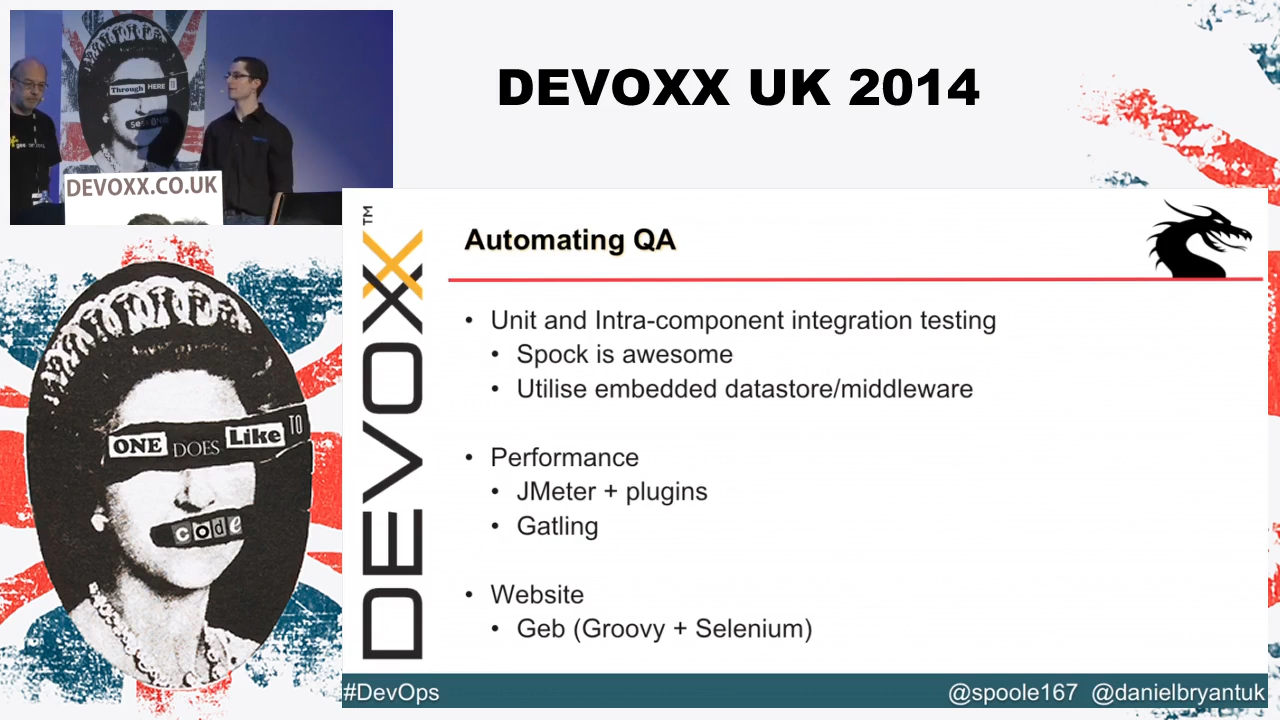 Through HERE IS
DEVOXX.CO.UK
DEVOXX UK 2014
ONE DOES Like TO
code
DEVOXX™
Automating QA
• Unit and Intra-component integration testing
• Spock is awesome
• Utilise embedded datastore/middleware
• Performance
• JMeter + plugins
• Gatling
• Website
• Geb (Groovy + Selenium)
#DevOps
@spoole167 @danielbryantuk